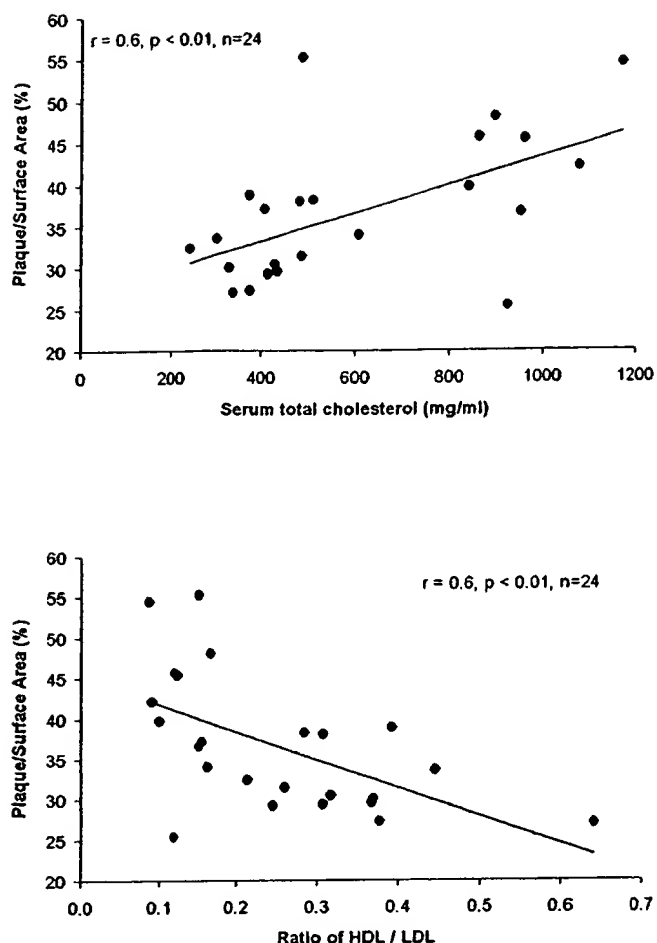 60
r = 0.6, p < 0.01, n=24
55
50
45
40
35
30
25
20
Plaque/Surface Area (%)
0 200 400 600 800 1000 1200
Serum total cholesterol (mg/ml)
60
r = 0.6, p < 0.01, n=24
55
50
45
40
35
30
25
20
Plaque/Surface Area (%)
0.0 0.1 0.2 0.3 0.4 0.5 0.6 0.7
Ratio of HDL / LDL